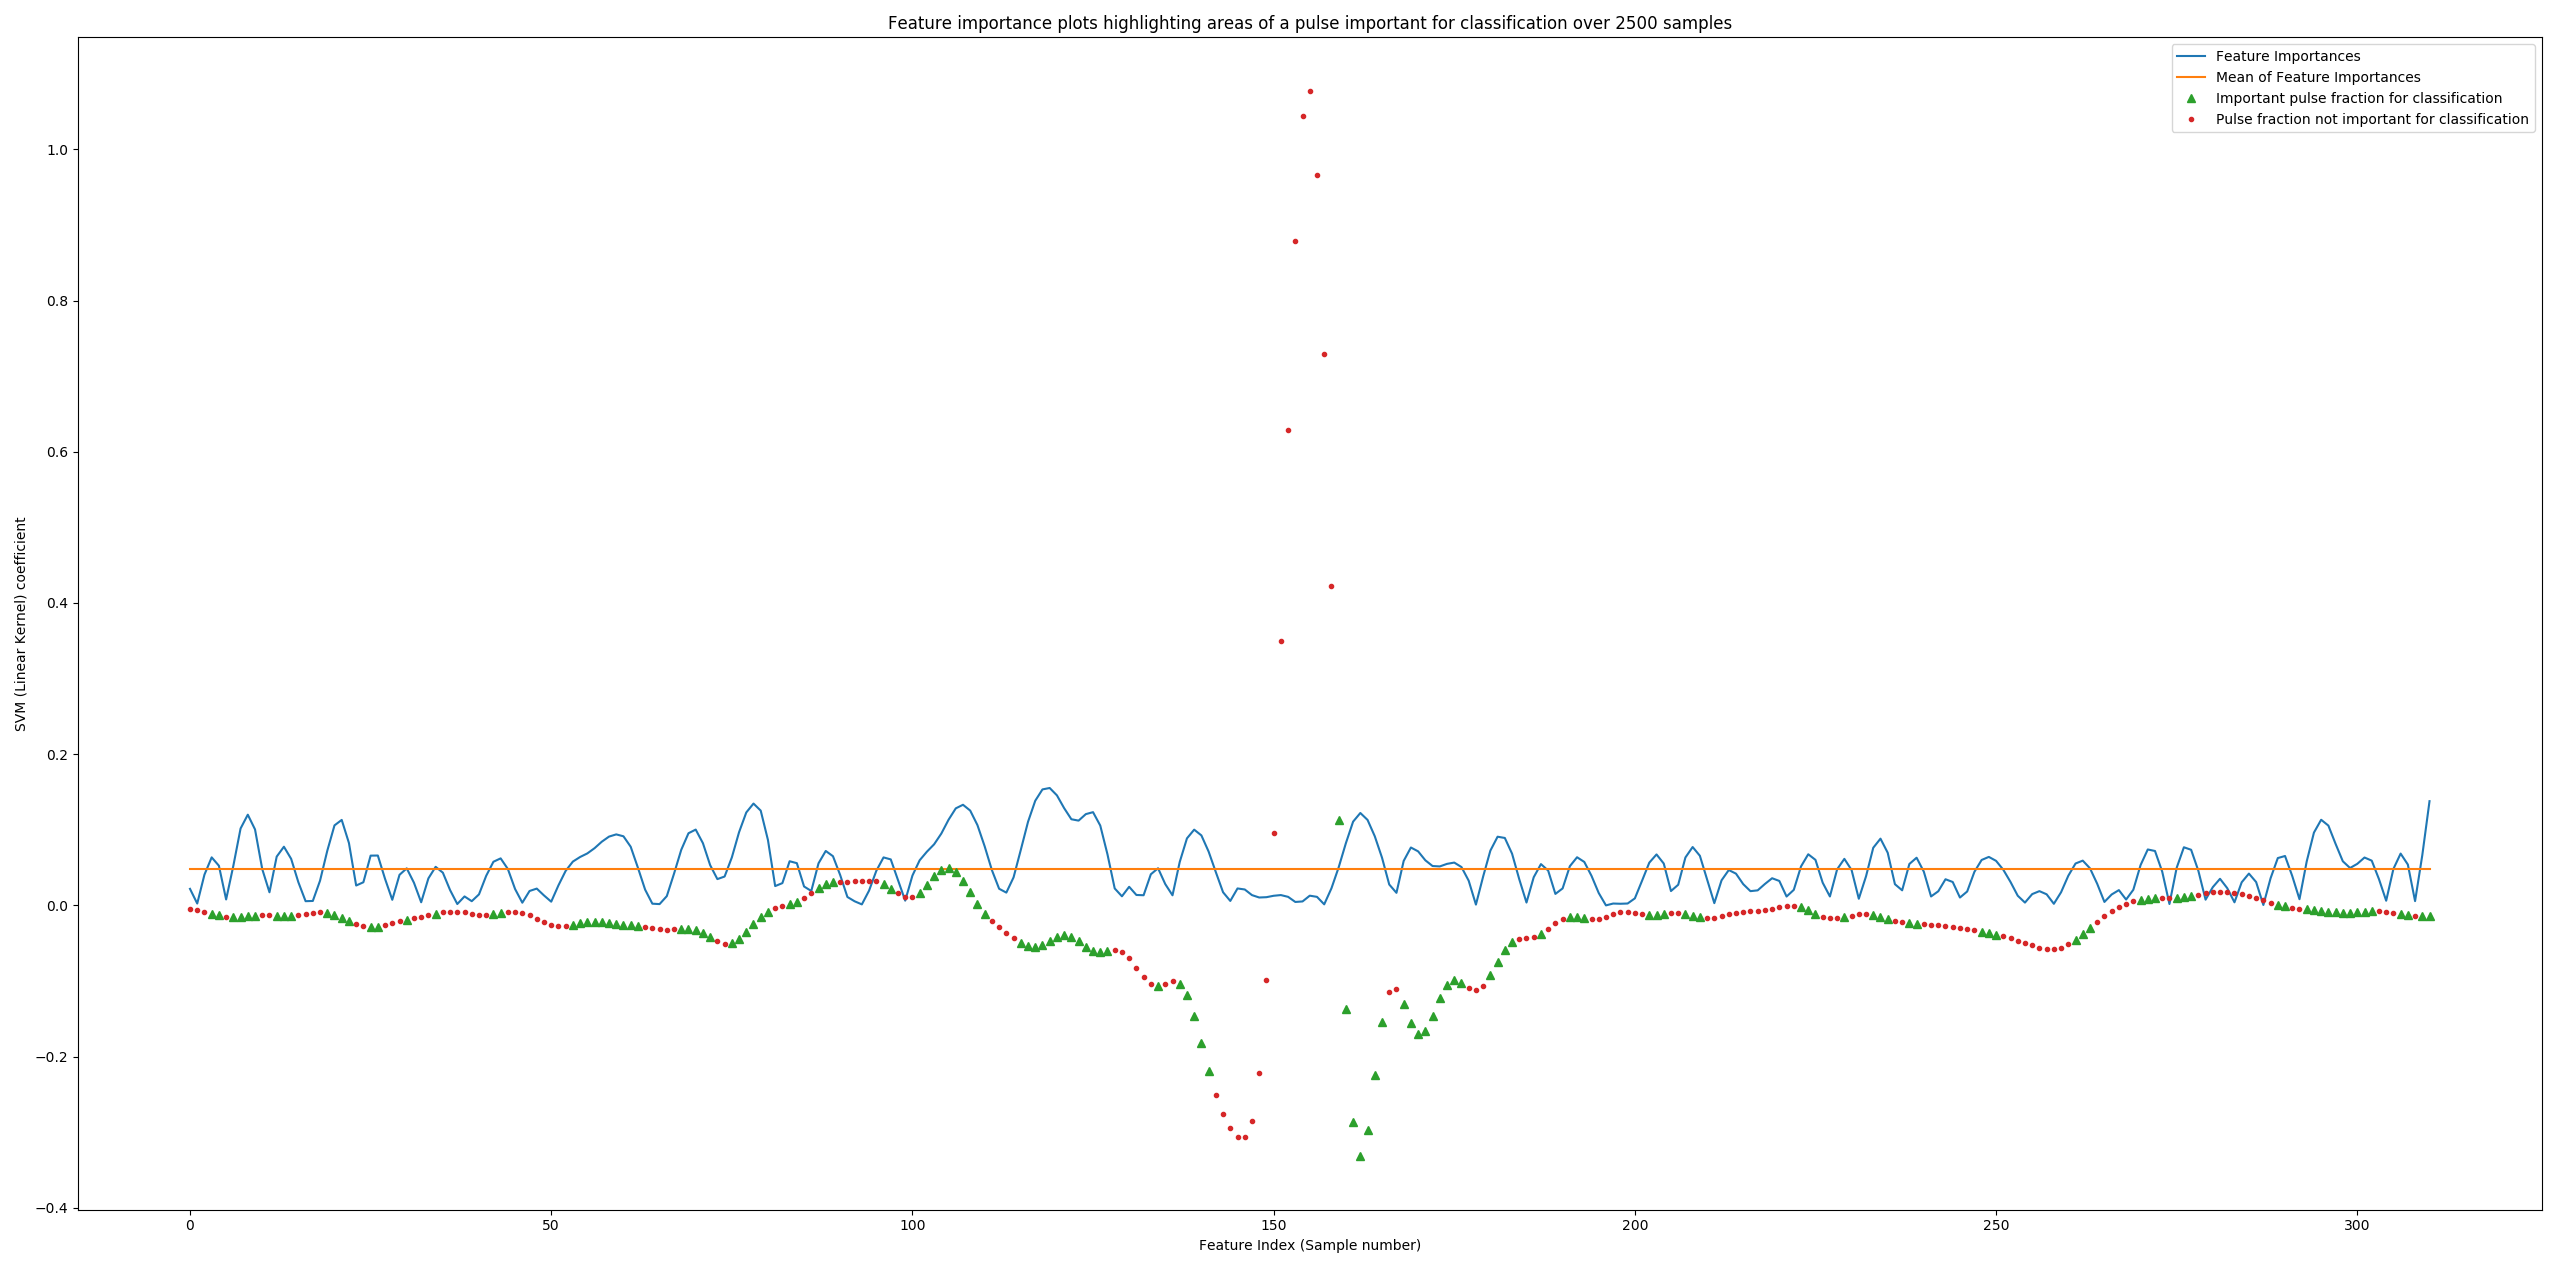 Feature importance plots highlighting areas of a pulse important for classification over 2500 samples
Feature Importances
Mean of Feature Importances
Important pulse fraction for classification
Pulse fraction not important for classification
SVM (Linear Kernel) coefficient
1.0
0.8
0.6
0.4
0.2
0.0
−0.2
−0.4
0 50 100 150 200 250 300
Feature Index (Sample number)